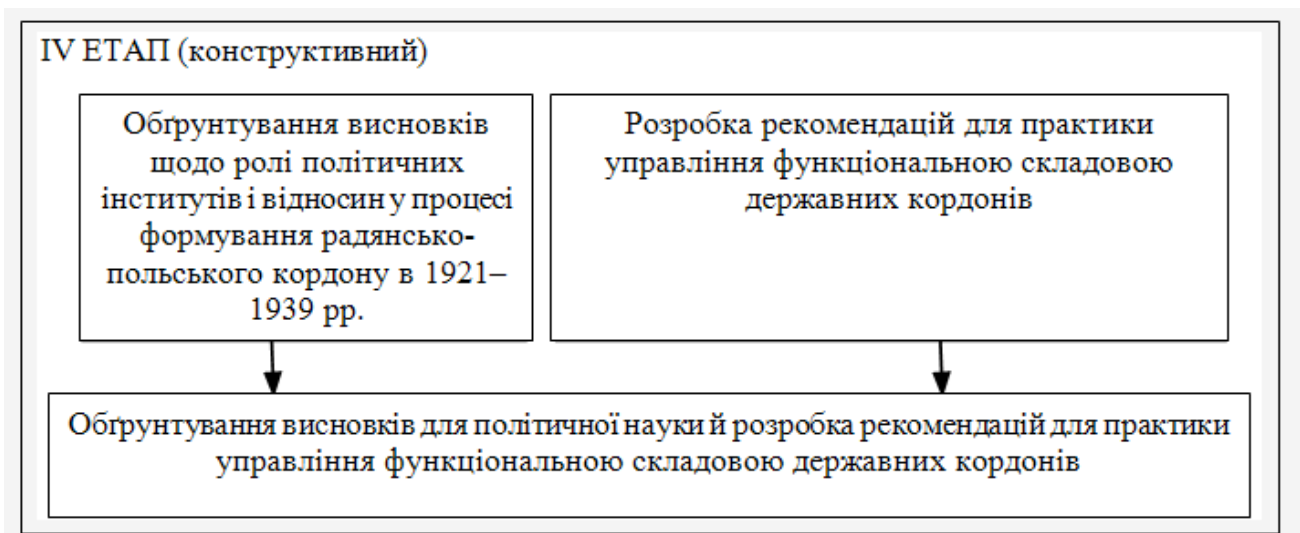 IV ЕТАП (конструктивний)
Обґрунтування висновків
щодо ролі політичних
інститутів і відносин у процесі
формування радянсько-
польського кордону в 1921–
1939 рр.
Розробка рекомендацій для практики
управління функціональною складовою
державних кордонів
Обґрунтування висновків для політичної науки й розробка рекомендацій для практики
управління функціональною складовою державних кордонів